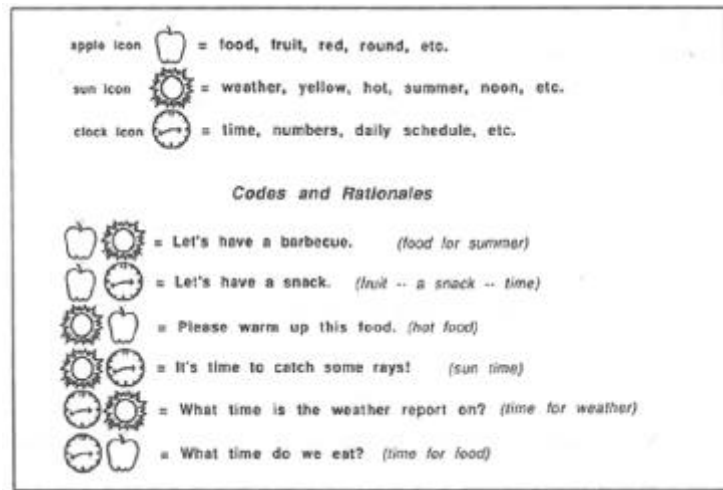 apple icon = food, fruit, red, round, etc.
sun icon = weather, yellow, hot, summer, noon, etc.
clock icon = time, numbers, daily schedule, etc.
Codes and Rationales
= Let's have a barbecue. (food for summer)
= Let's have a snack. (fruit -- a snack -- time)
= Please warm up this food. (hot food)
= It's time to catch some rays! (sun time)
= What time is the weather report on? (time for weather)
= What time do we eat? (time for food)